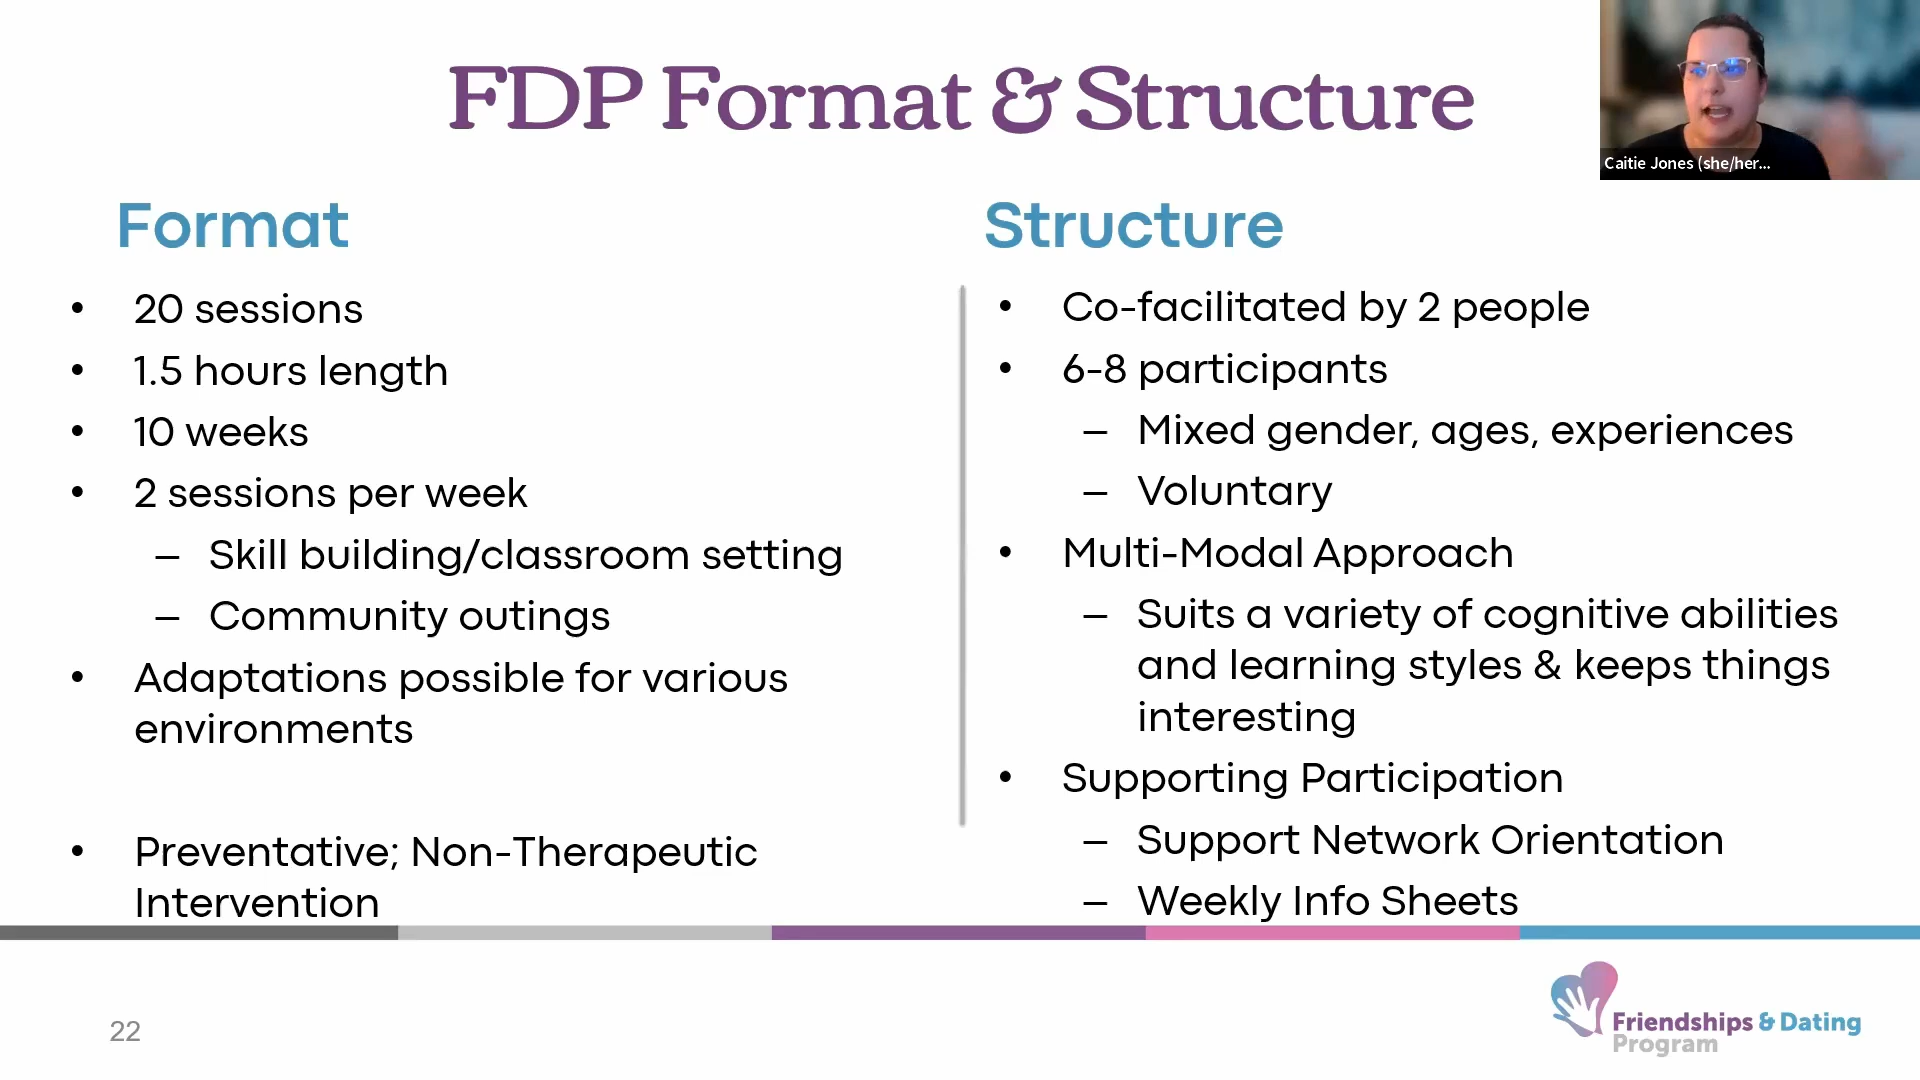 FDP Format & Structure
Caitie Jones (she/her...
Format
• 20 sessions
• 1.5 hours length
• 10 weeks
• 2 sessions per week
– Skill building/classroom setting
– Community outings
• Adaptations possible for various
environments
• Preventative; Non-Therapeutic
Intervention
Structure
• Co-facilitated by 2 people
• 6-8 participants
– Mixed gender, ages, experiences
– Voluntary
• Multi-Modal Approach
– Suits a variety of cognitive abilities
and learning styles & keeps things
interesting
• Supporting Participation
– Support Network Orientation
– Weekly Info Sheets
22
Friendships & Dating
Program